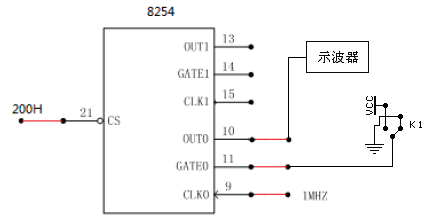 8254
OUT1 13
GATE1 14
CLK1 15
示波器
200H
21 CS
OUT0 10
VCC
K1
GATE0 11
CLK0 9
1MHZ